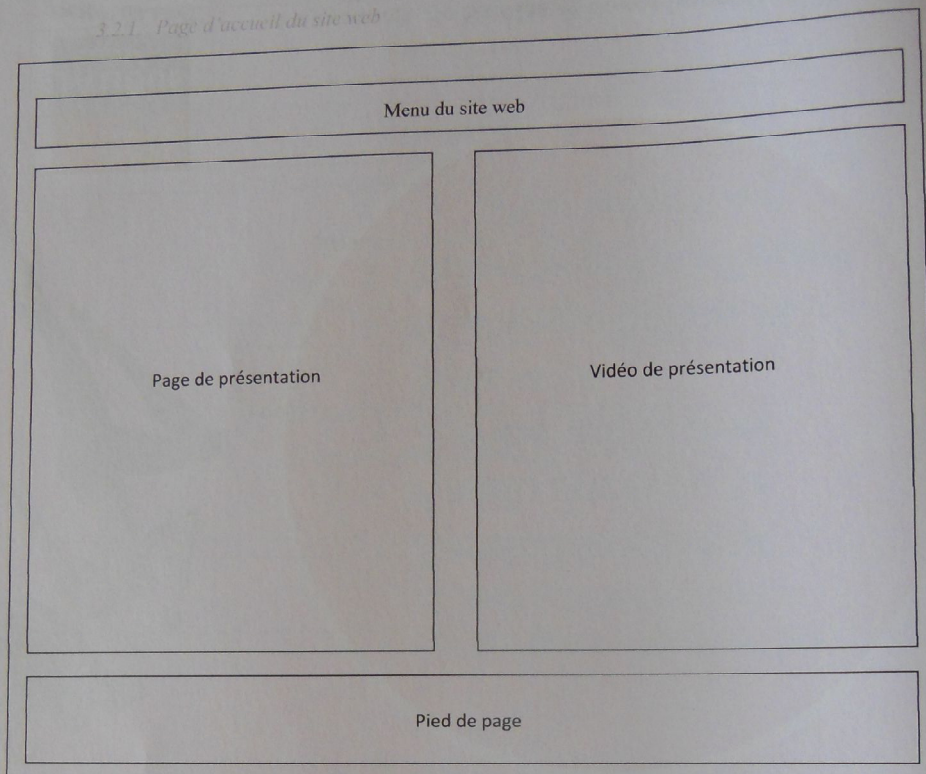 3.2.1. Page d'accueil du site web
Menu du site web
Page de présentation
Vidéo de présentation
Pied de page